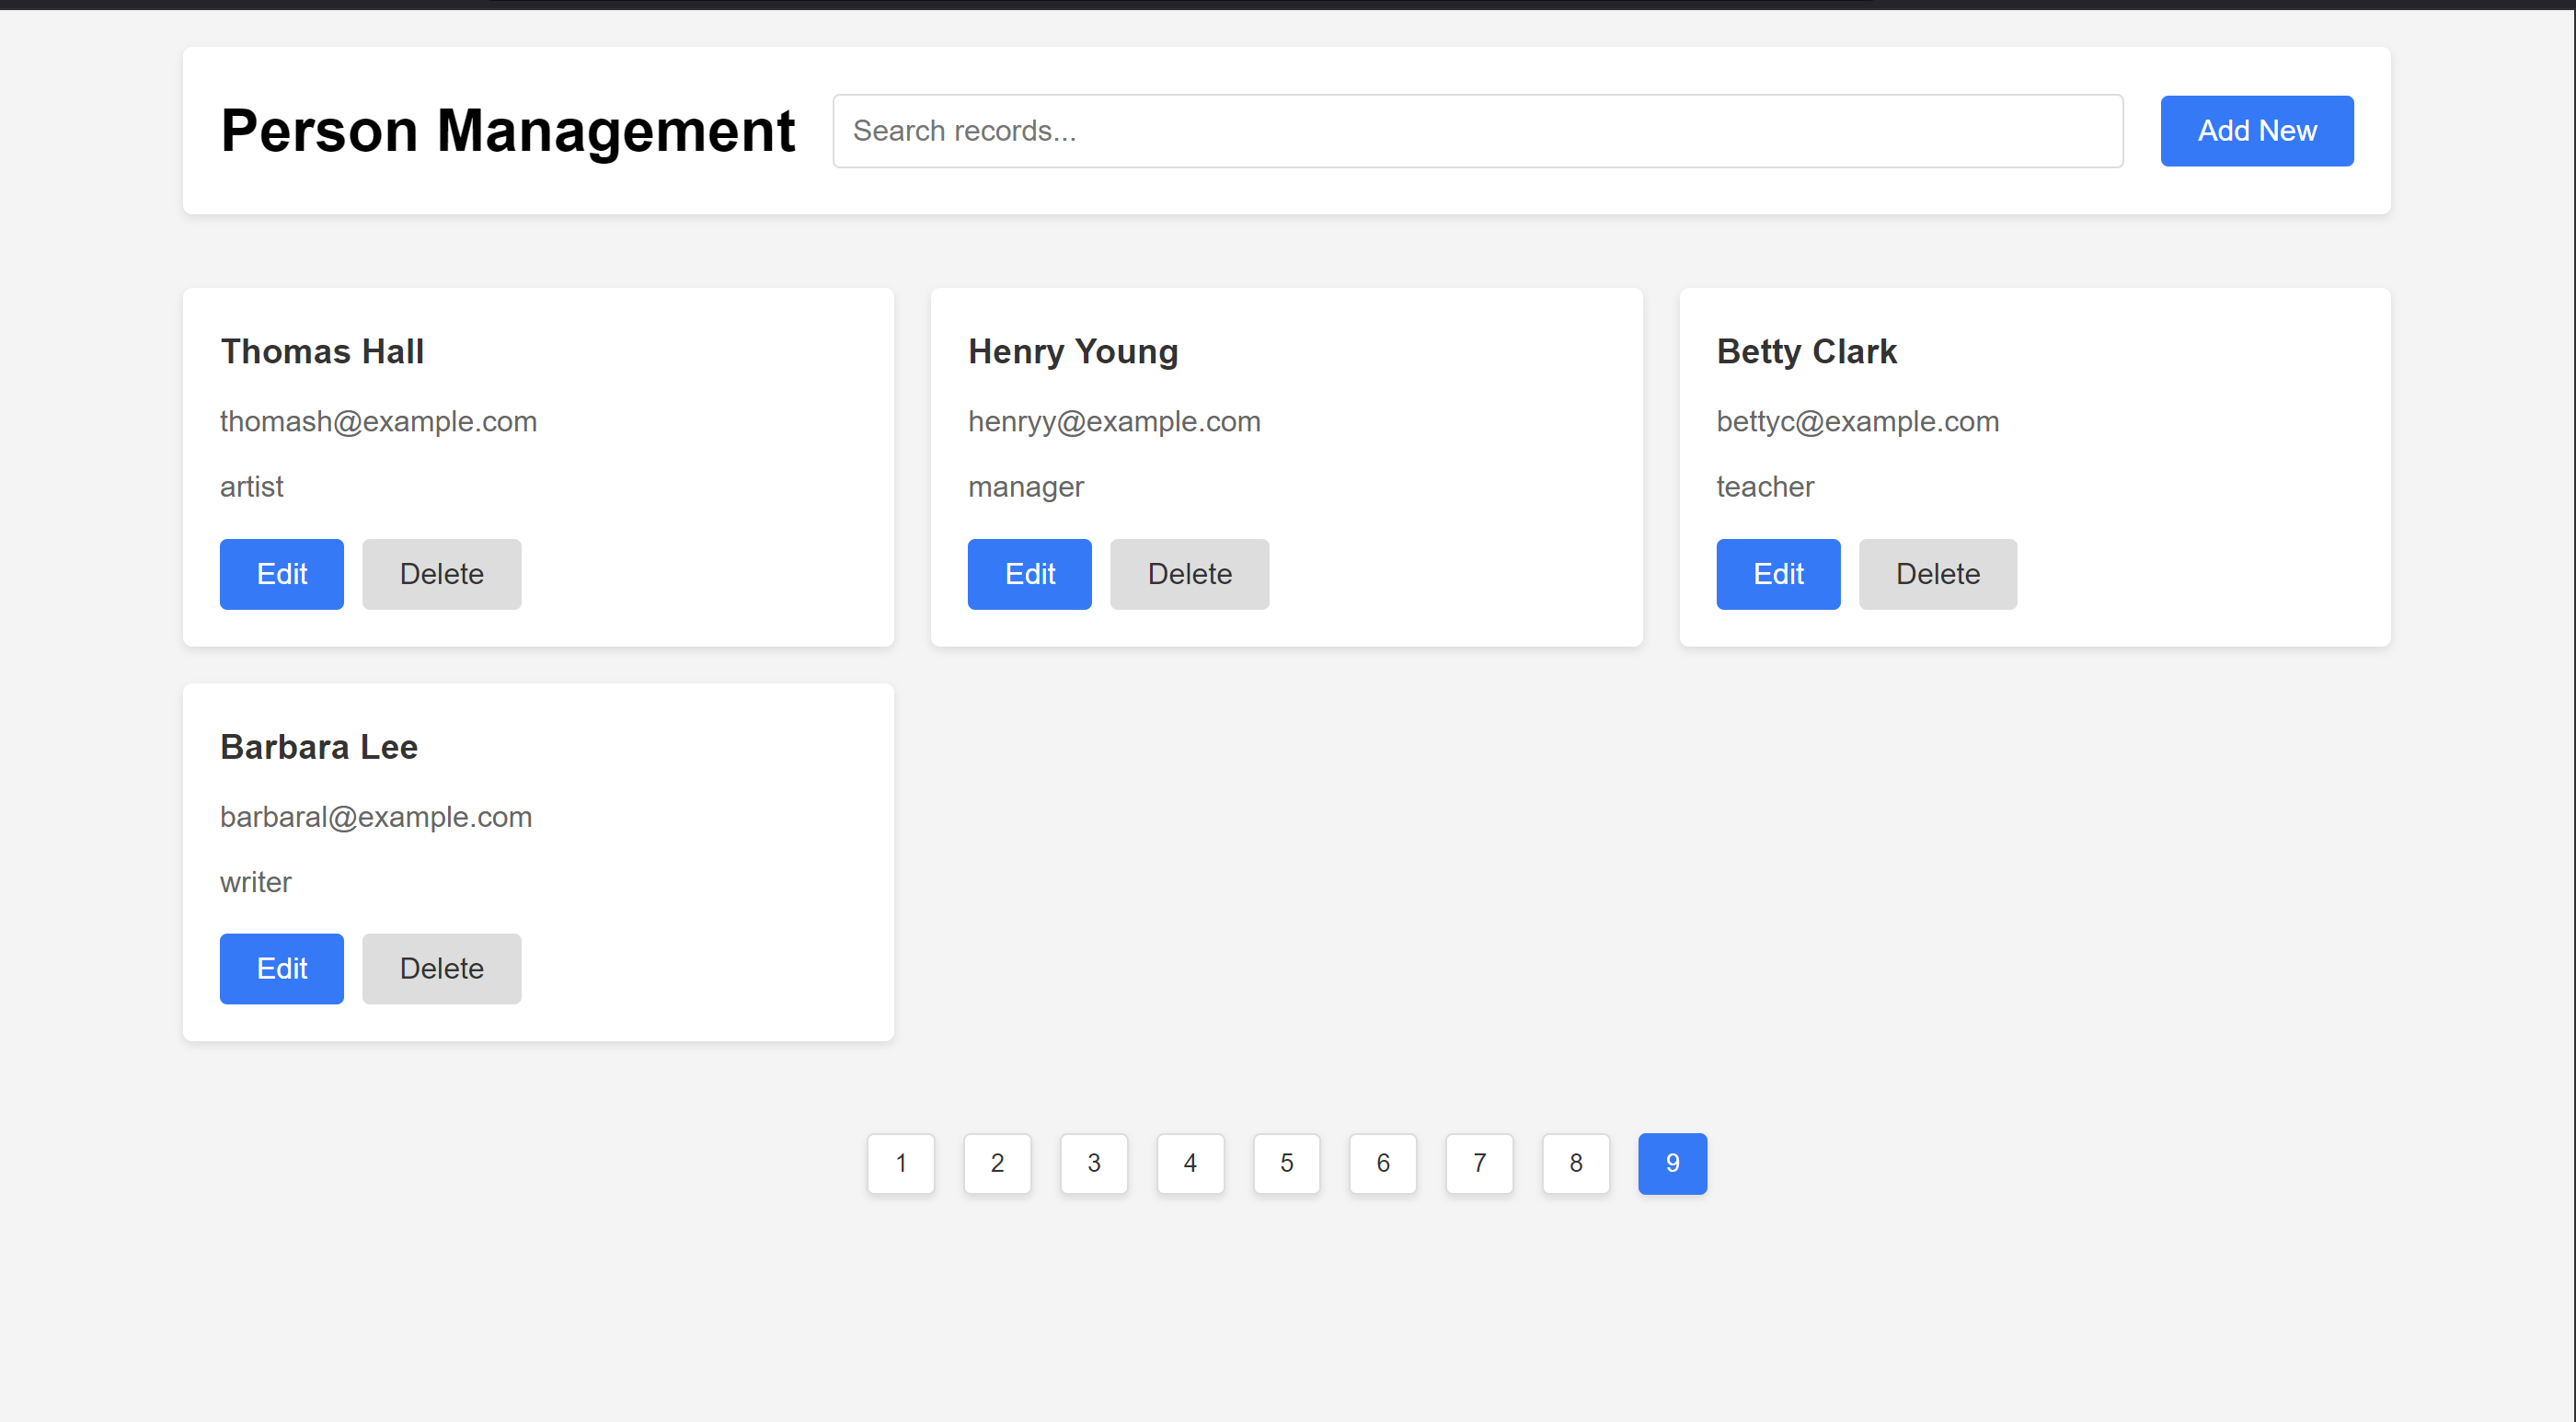 Person Management
Search records...
Add New
Thomas Hall
thomash@example.com
artist
Edit
Delete
Henry Young
henryy@example.com
manager
Edit
Delete
Betty Clark
bettyc@example.com
teacher
Edit
Delete
Barbara Lee
barbaral@example.com
writer
Edit
Delete
1 2 3 4 5 6 7 8 9